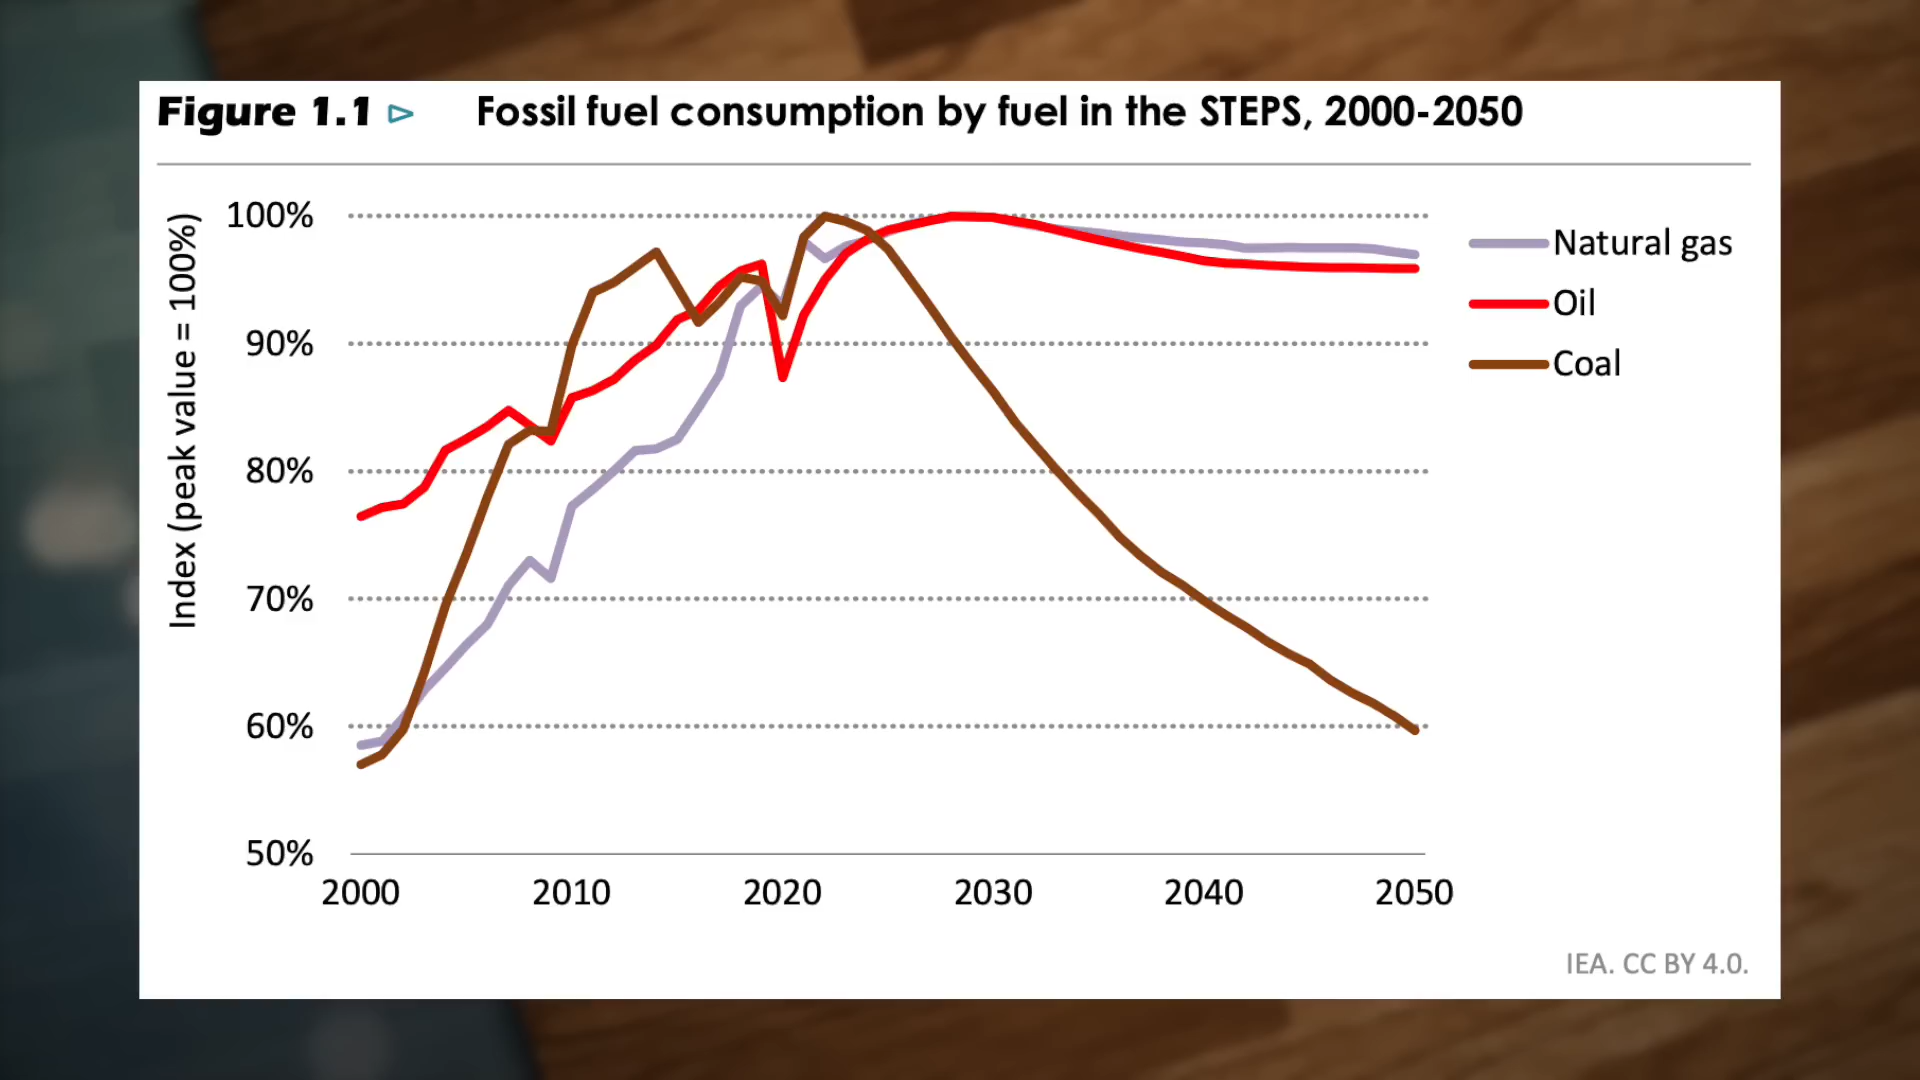 Figure 1.1 ▷ Fossil fuel consumption by fuel in the STEPS, 2000-2050
Index (peak value = 100%)
100%
90%
80%
70%
60%
50%
2000 2010 2020 2030 2040 2050
Natural gas
Oil
Coal
IEA. CC BY 4.0.